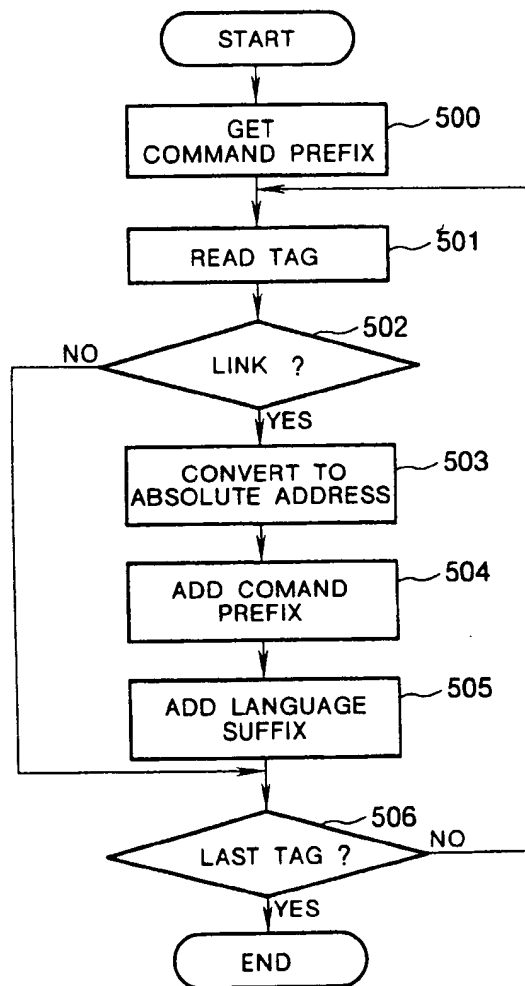 START
GET
COMMAND PREFIX
500
READ TAG
501
LINK ?
502
NO
YES
CONVERT TO
ABSOLUTE ADDRESS
503
ADD COMAND
PREFIX
504
ADD LANGUAGE
SUFFIX
505
LAST TAG ?
506
NO
YES
END